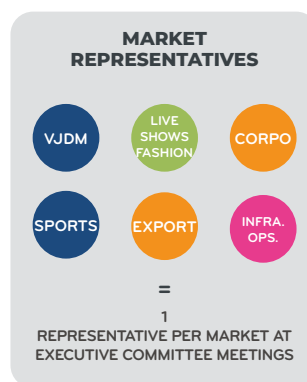 MARKET
REPRESENTATIVES
VJDM
LIVE
SHOWS
FASHION
CORPO
SPORTS
EXPORT
INFRA.
OPS.
=
1
REPRESENTATIVE PER MARKET AT
EXECUTIVE COMMITTEE MEETINGS